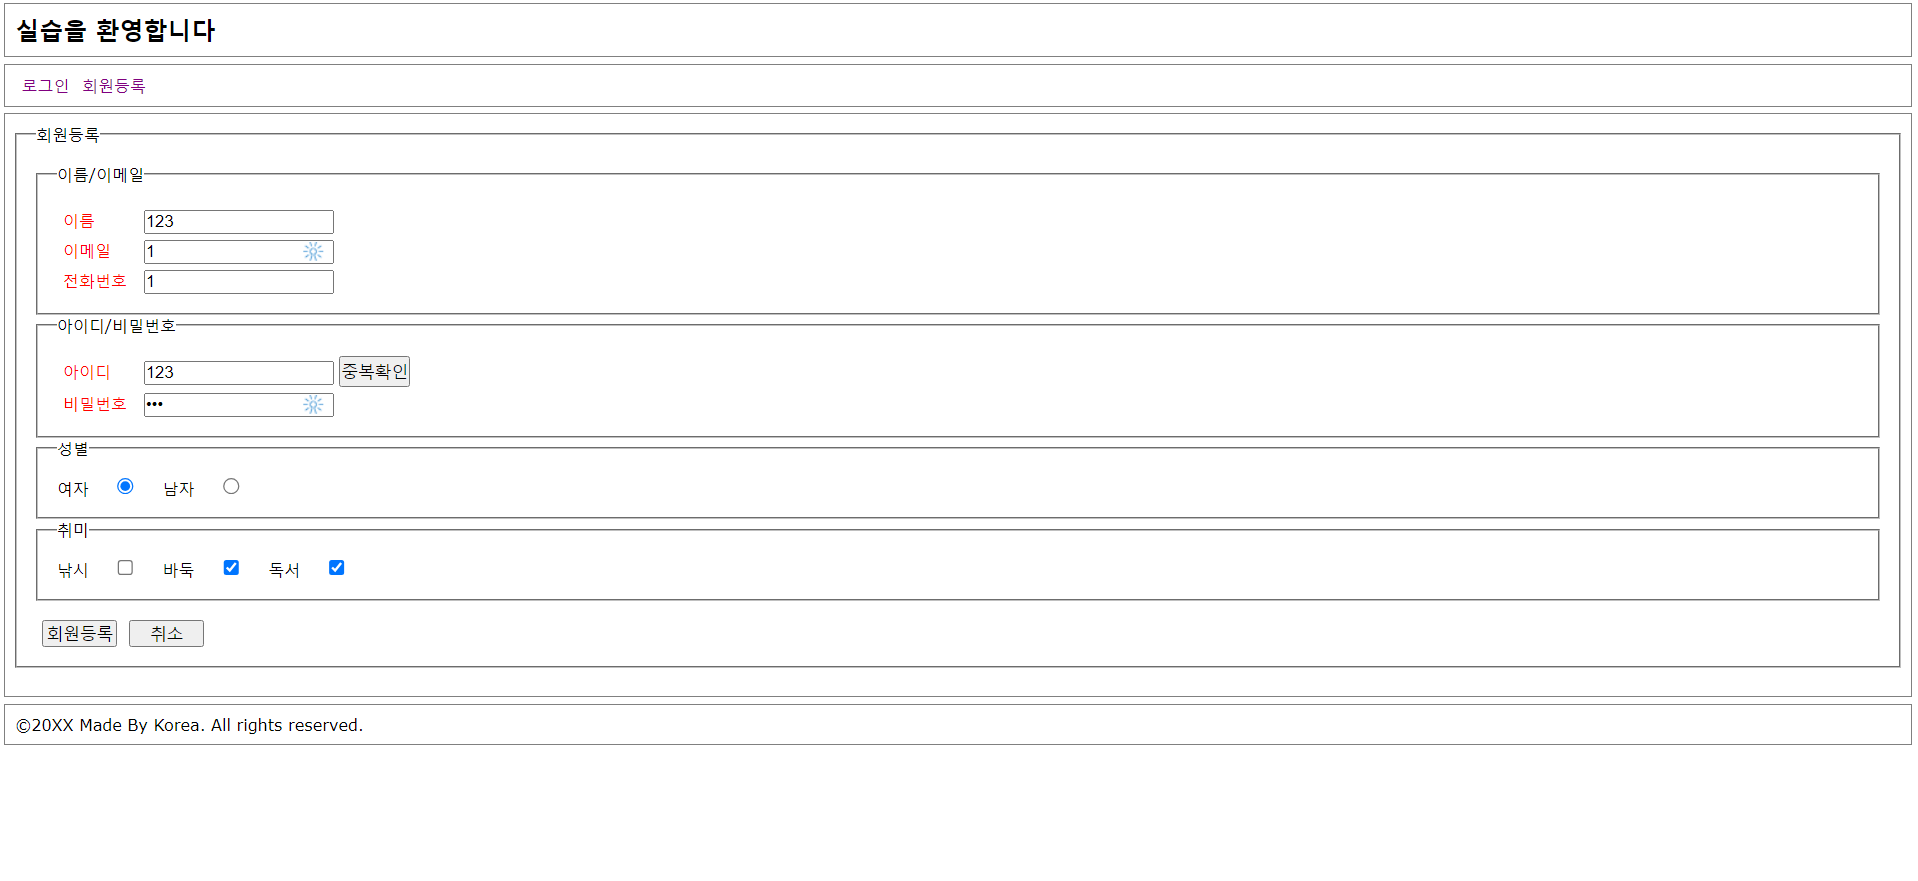 실습을 환영합니다
로그인 회원등록
회원등록
이름/이메일
이름 123
이메일 1
전화번호 1
아이디/비밀번호
아이디 123 중복확인
비밀번호 •••
성별
여자 남자
취미
낚시 바둑 독서
회원등록 취소
©20XX Made By Korea. All rights reserved.